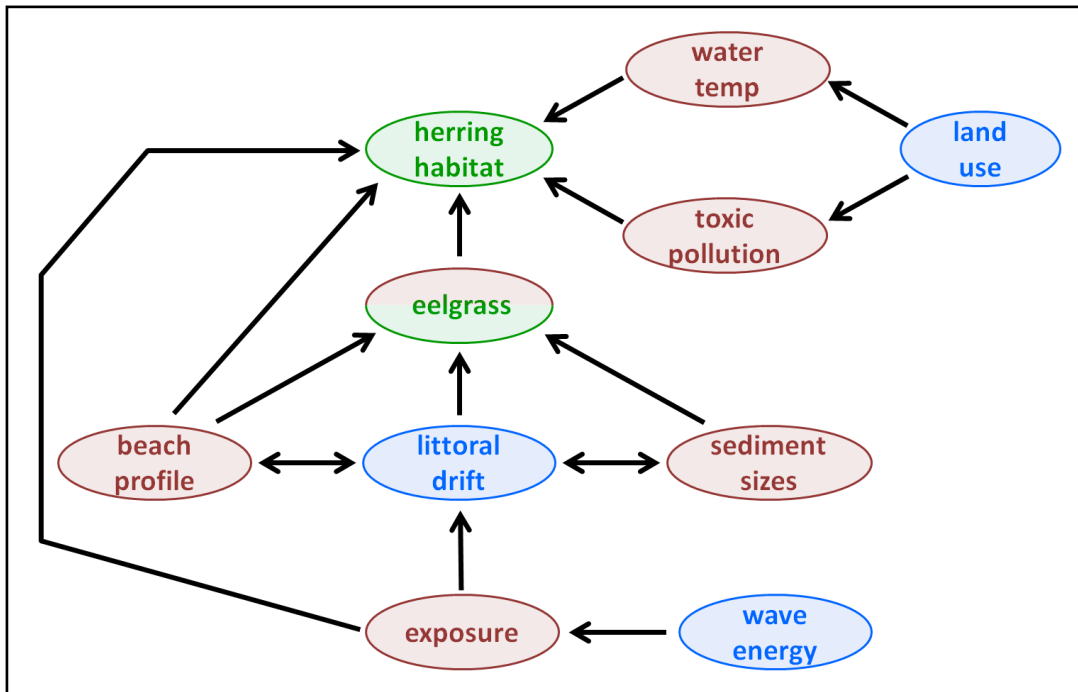 water
temp
herring
habitat
land
use
toxic
pollution
eelgrass
beach
profile
littoral
drift
sediment
sizes
exposure
wave
energy